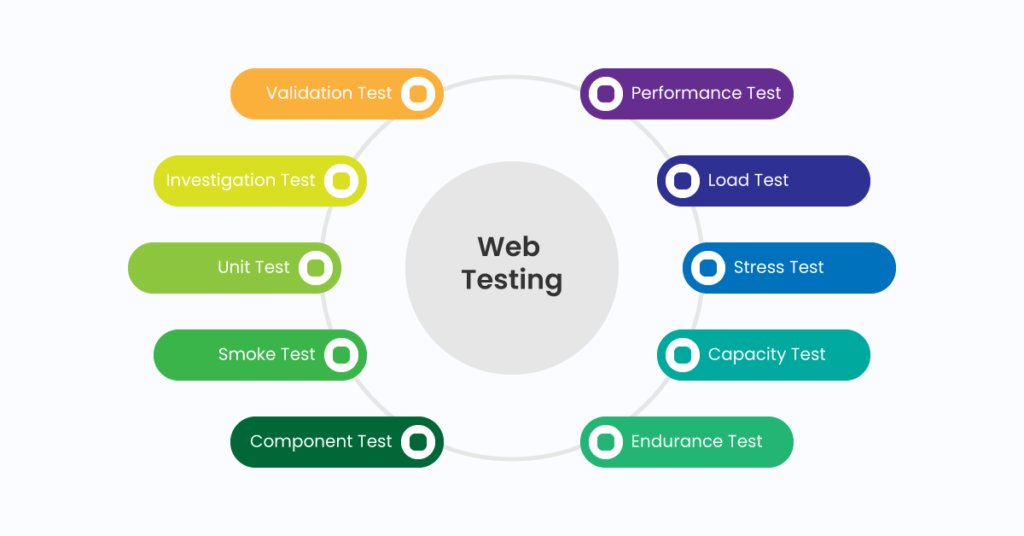 Validation Test
Performance Test
Investigation Test
Load Test
Unit Test
Web
Testing
Stress Test
Smoke Test
Capacity Test
Component Test
Endurance Test